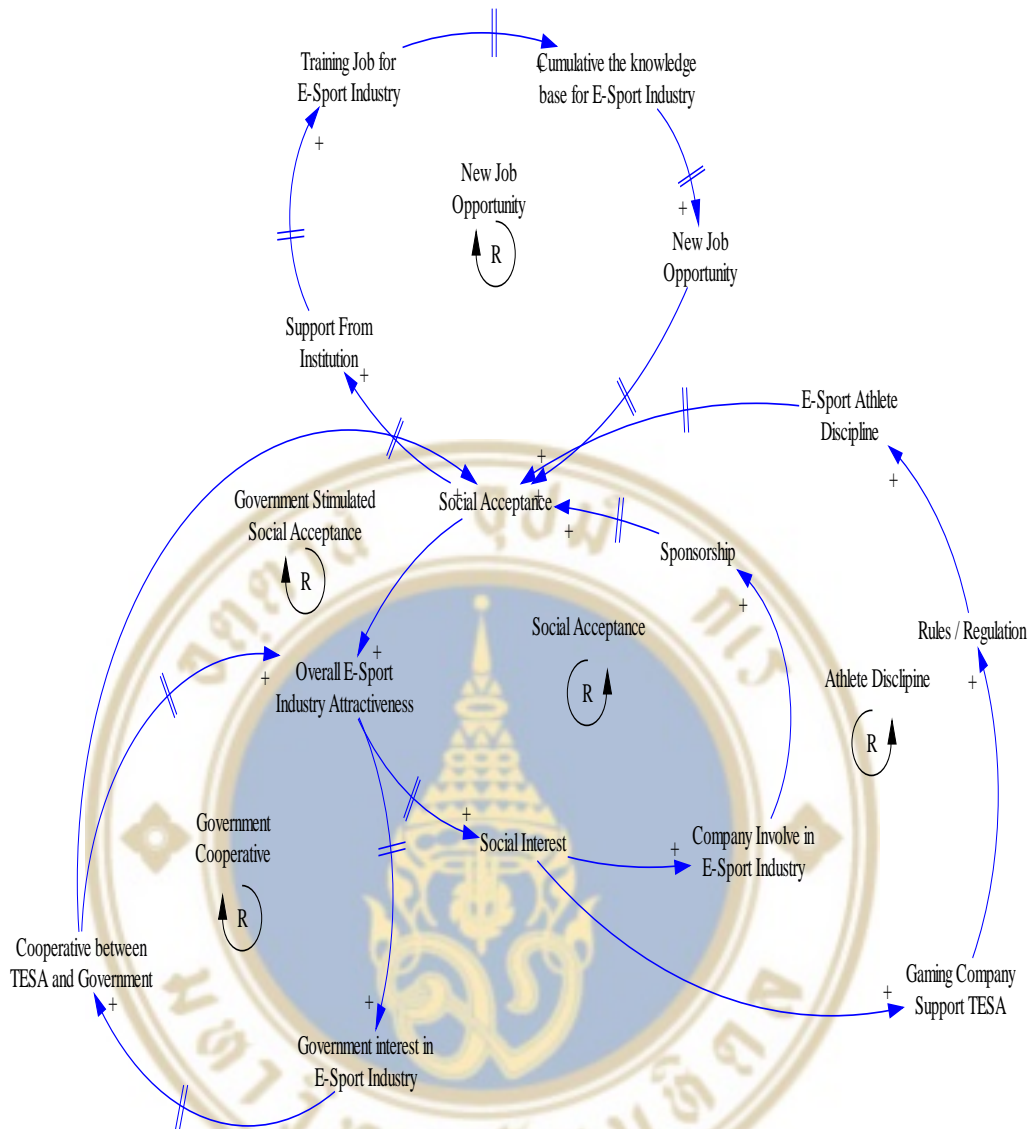 Training Job for
E-Sport Industry
Cumulative the knowledge
base for E-Sport Industry
New Job
Opportunity
R
New Job
Opportunity
Support From
Institution
E-Sport Athlete
Discipline
Social Acceptance
Government Stimulated
Social Acceptance
R
Sponsorship
Social Acceptance
R
Rules / Regulation
Overall E-Sport
Industry Attractiveness
Athlete Disclipine
R
Government
Cooperative
R
Social Interest
Company Involve in
E-Sport Industry
Cooperative between
TESA and Government
Gaming Company
Support TESA
Government interest in
E-Sport Industry